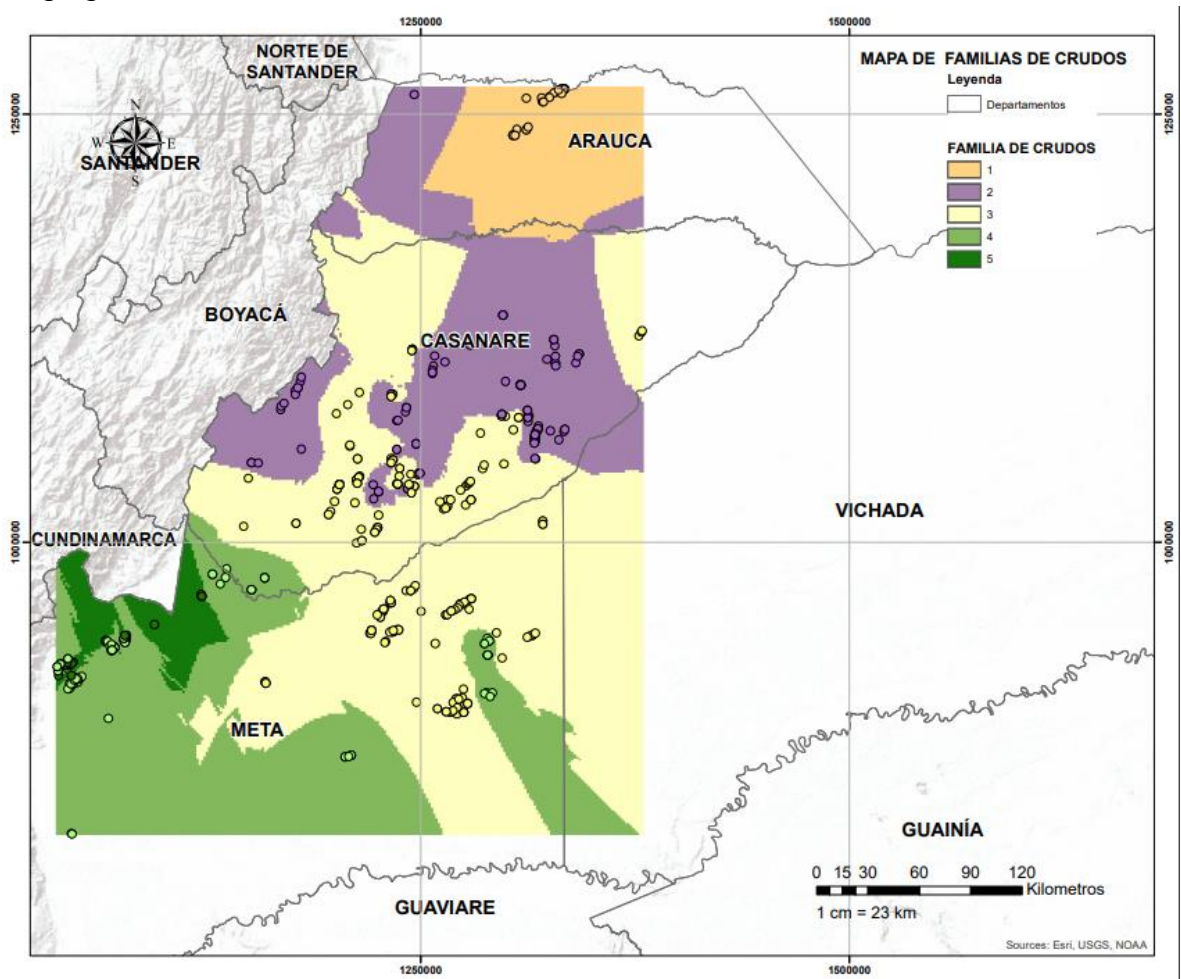 1250000
1500000
NORTE DE
SANTANDER
MAPA DE FAMILIAS DE CRUDOS
Leyenda
Departamentos
1250000
1250000
N
W
E
S
SANTANDER
ARAUCA
FAMILIA DE CRUDOS
1
2
3
4
5
BOYACÁ
CASANARE
VICHADA
1000000
1000000
CUNDINAMARCA
META
GUAINÍA
0 15 30 60 90 120
Kilometros
1 cm = 23 km
GUAVIARE
Sources: Esri, USGS, NOAA
1250000
1500000